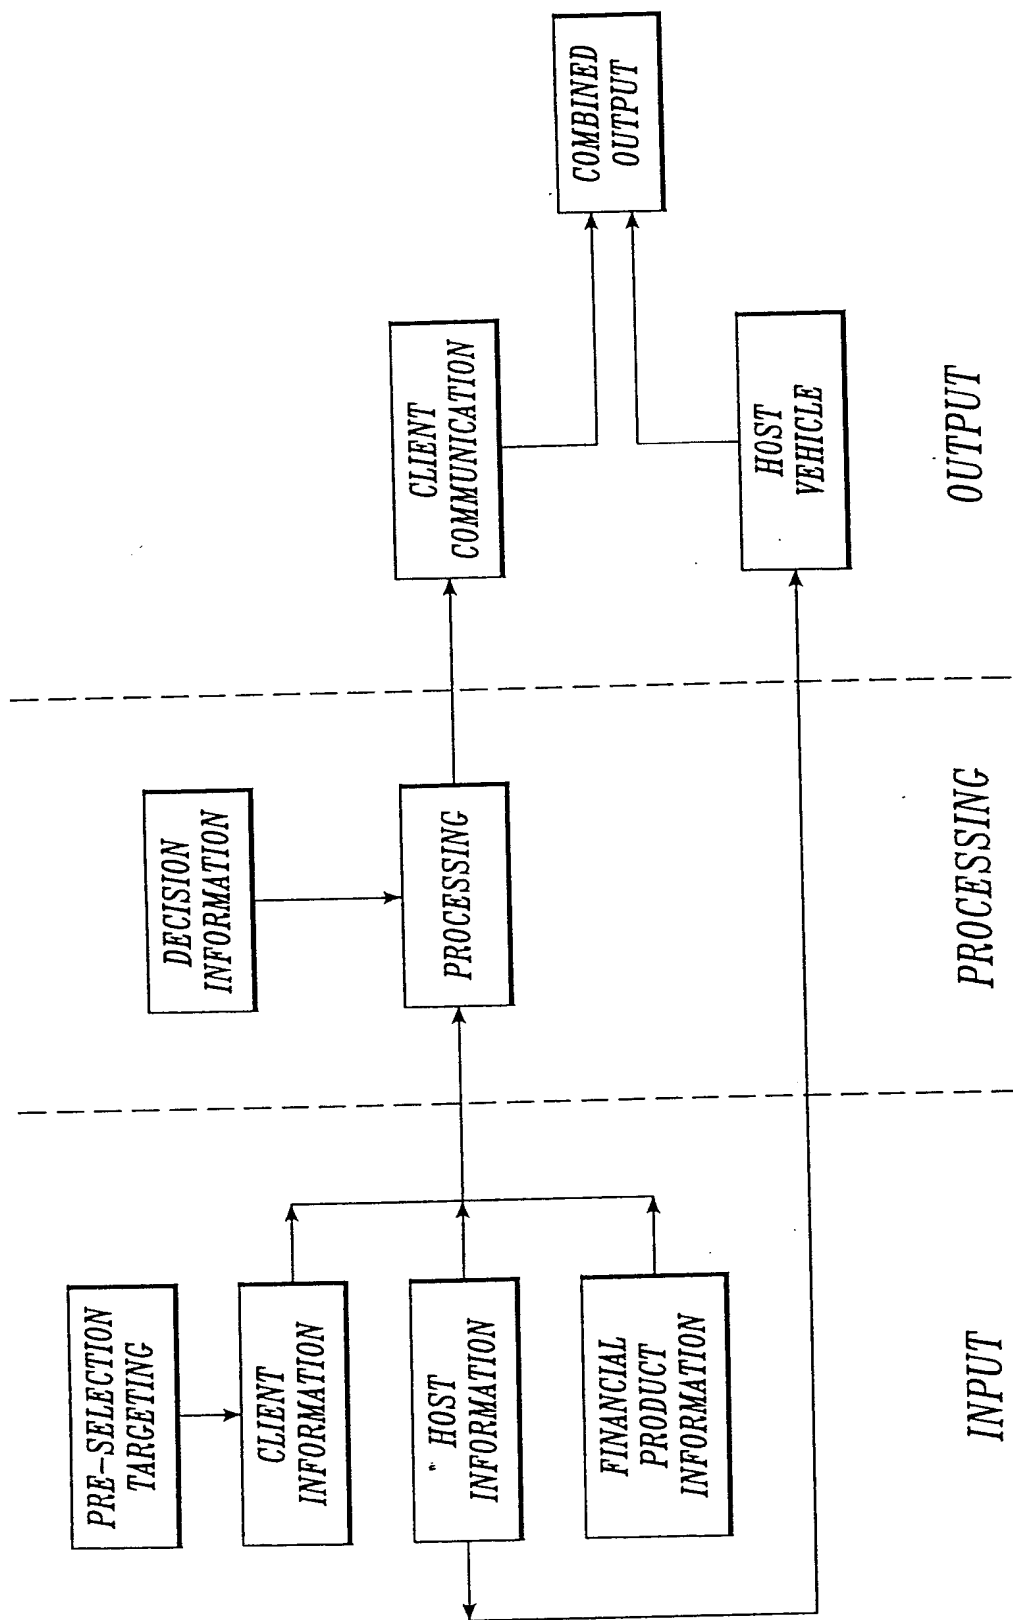 PRE-SELECTION
TARGETING
CLIENT
INFORMATION
HOST
INFORMATION
FINANCIAL
PRODUCT
INFORMATION
INPUT
DECISION
INFORMATION
PROCESSING
PROCESSING
CLIENT
COMMUNICATION
HOST
VEHICLE
OUTPUT
COMBINED
OUTPUT